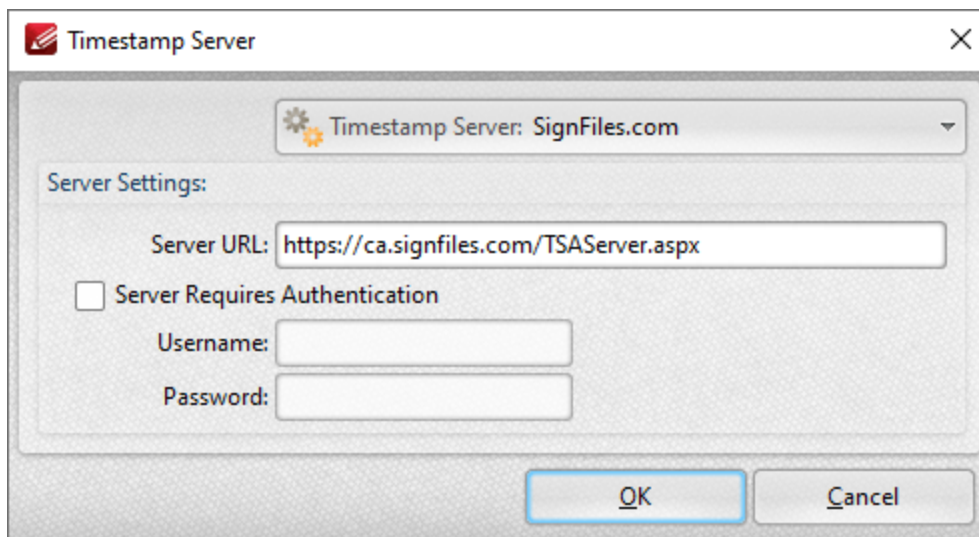 Timestamp Server
Timestamp Server: SignFiles.com
Server Settings:
Server URL: https://ca.signfiles.com/TSAServer.aspx
Server Requires Authentication
Username:
Password:
OK Cancel